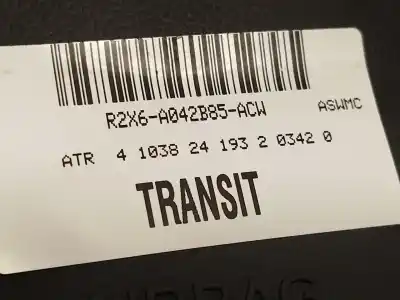 R2X6-A042B85-ACW ASWMC
ATR 4 1038 24 193 2 0342 0
TRANSIT